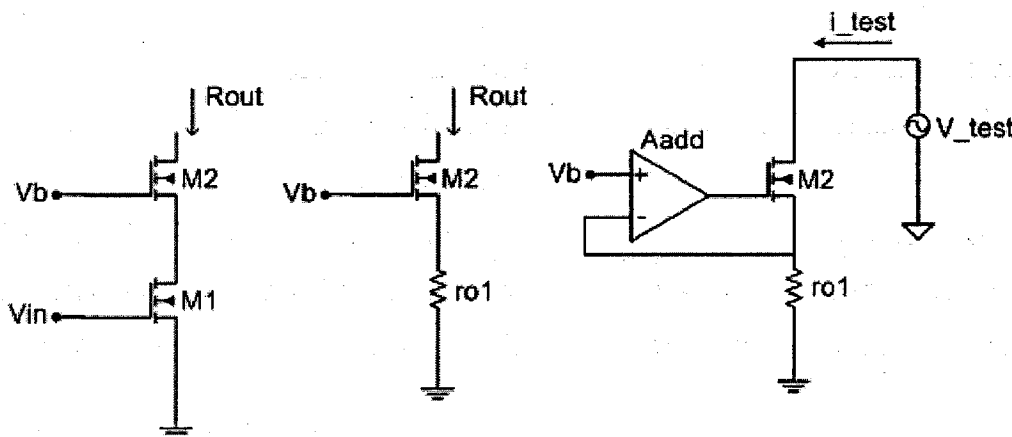 Rout
M2
Vb
M1
Vin
Rout
M2
Vb
ro1
i_test
V_test
Aadd
Vb
+
-
M2
ro1